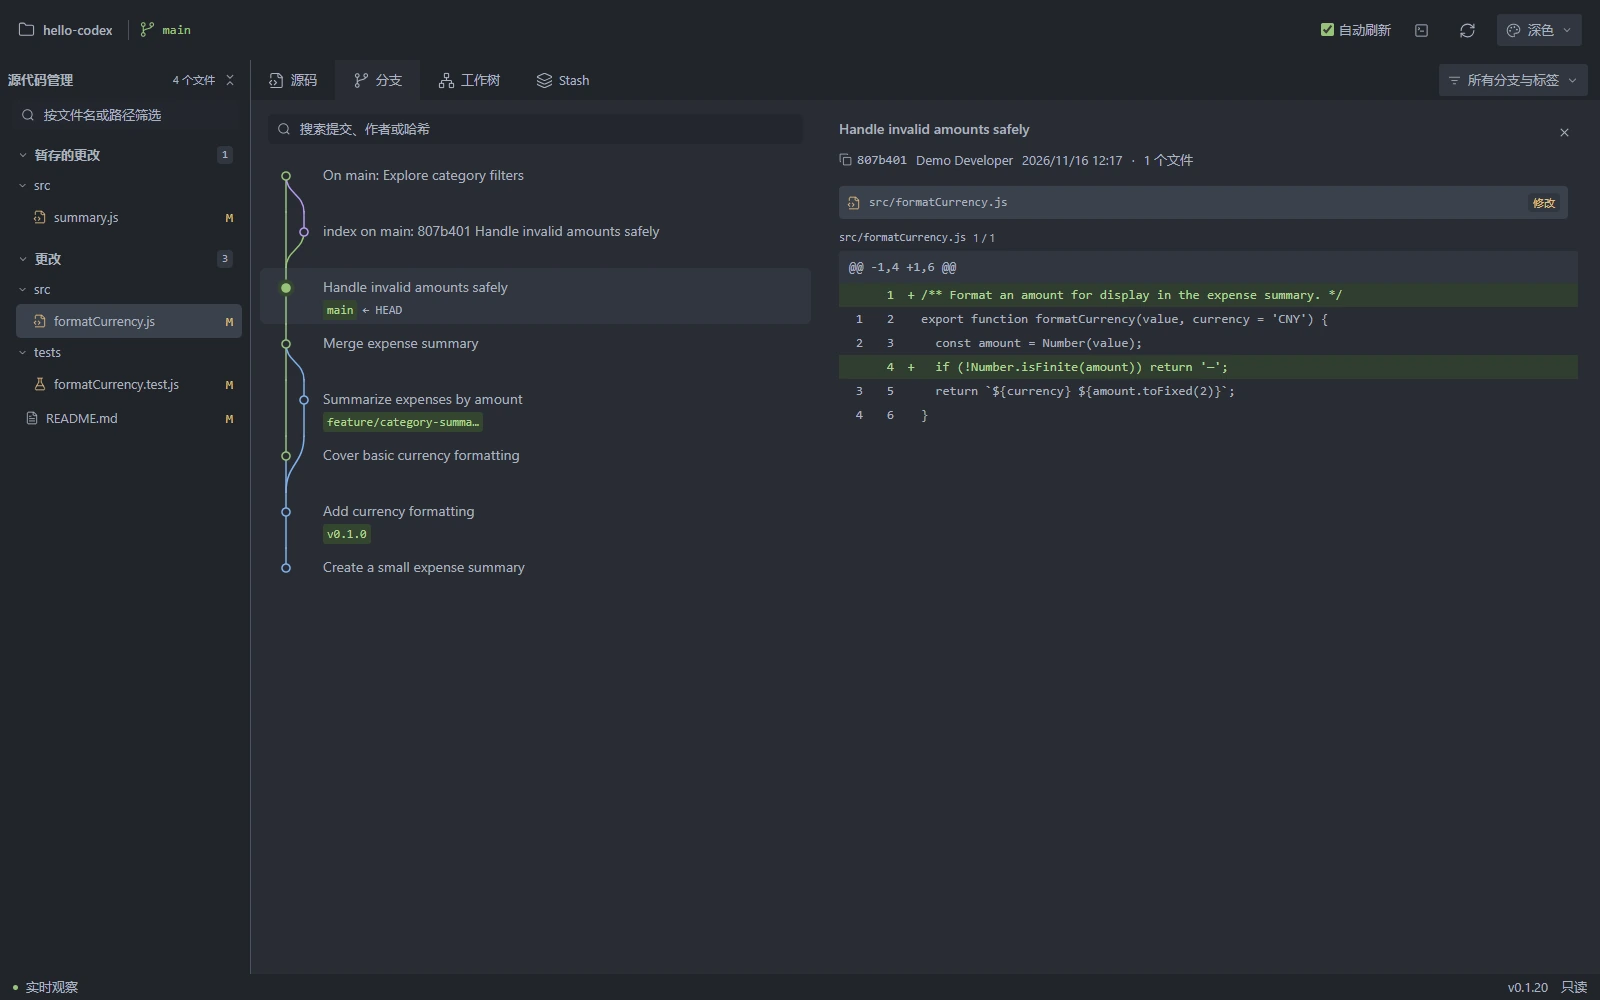 hello-codex main 自动刷新 深色
源代码管理 4 个文件
按文件名或路径筛选
暂存的更改 1
src
summary.js M
更改 3
src
formatCurrency.js M
tests
formatCurrency.test.js M
README.md M
源码 分支 工作树 Stash 所有分支与标签
搜索提交、作者或哈希
On main: Explore category filters
index on main: 807b401 Handle invalid amounts safely
Handle invalid amounts safely
main ← HEAD
Merge expense summary
Summarize expenses by amount
feature/category-summa…
Cover basic currency formatting
Add currency formatting
v0.1.0
Create a small expense summary
Handle invalid amounts safely
807b401 Demo Developer 2026/11/16 12:17 · 1 个文件
src/formatCurrency.js 修改
src/formatCurrency.js 1 / 1
@@ -1,4 +1,6 @@
1 + /** Format an amount for display in the expense summary. */
1 2 export function formatCurrency(value, currency = 'CNY') {
2 3 const amount = Number(value);
4 + if (!Number.isFinite(amount)) return '—';
3 5 return `${currency} ${amount.toFixed(2)}`;
4 6 }
实时观察 v0.1.20 只读